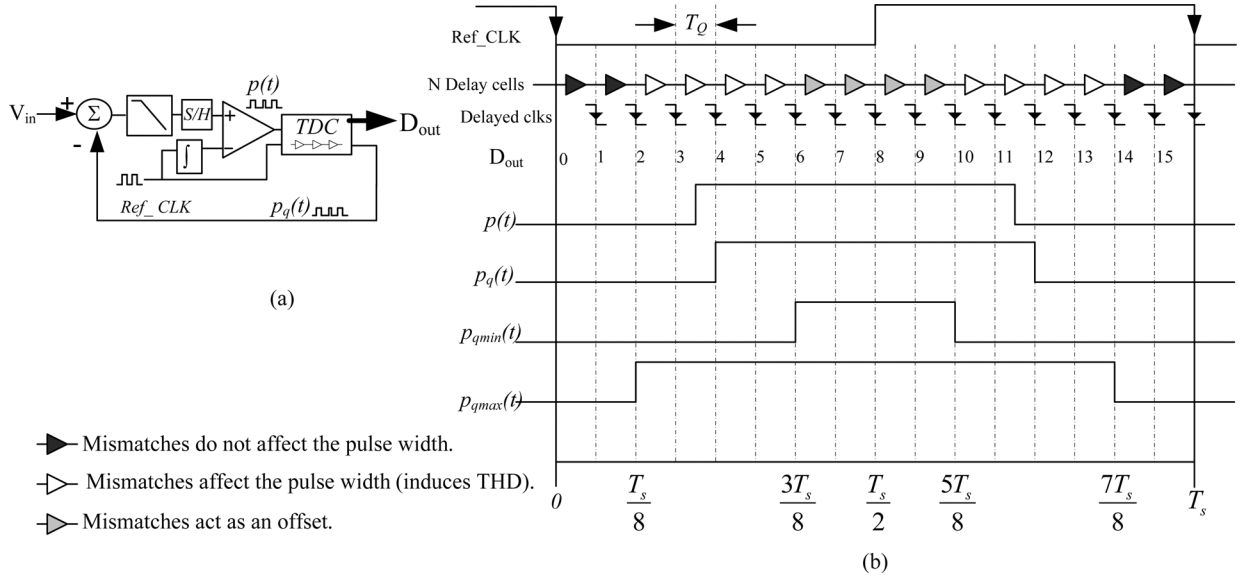 V_in
+
-
Σ
S/H
∫
+
−
p(t)
TDC
D_out
Ref_ CLK
p_q(t)
(a)
Mismatches do not affect the pulse width.
Mismatches affect the pulse width (induces THD).
Mismatches act as an offset.
T_Q
Ref_CLK
N Delay cells
Delayed clks
D_out 0 1 2 3 4 5 6 7 8 9 10 11 12 13 14 15
p(t)
p_q(t)
p_qmin(t)
p_qmax(t)
0 T_s/8 3T_s/8 T_s/2 5T_s/8 7T_s/8 T_s
(b)